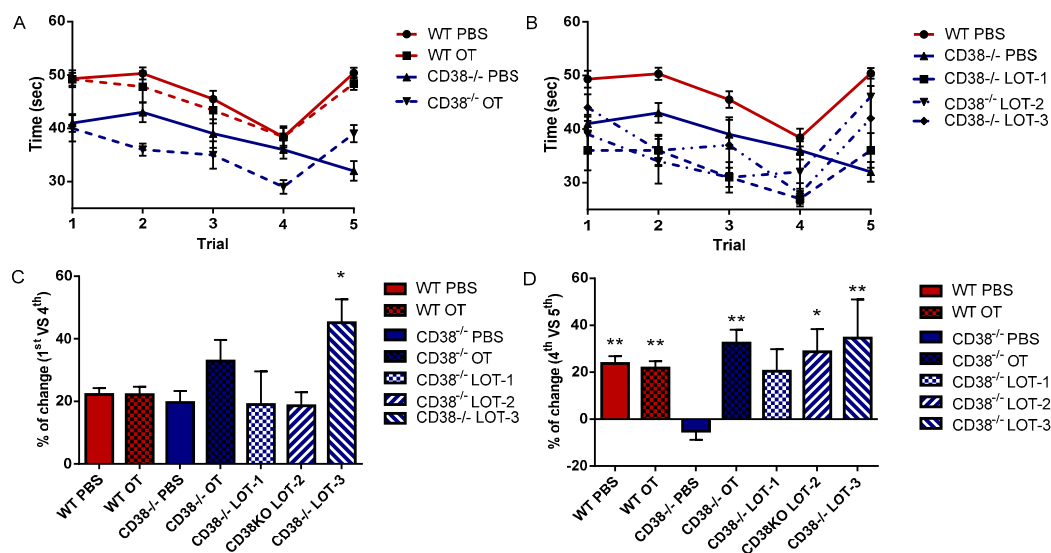 A
60
50
40
30
Time (sec)
1 2 3 4 5
Trial
WT PBS
WT OT
CD38-/- PBS
CD38-/- OT
B
60
50
40
30
Time (sec)
1 2 3 4 5
Trial
WT PBS
CD38-/- PBS
CD38-/- LOT-1
CD38-/- LOT-2
CD38-/- LOT-3
C
60
40
20
0
% of change (1st VS 4th)
*
WT PBS
WT OT
CD38-/- PBS
CD38-/- OT
CD38-/- LOT-1
CD38KO LOT-2
CD38-/- LOT-3
WT PBS
WT OT
CD38-/- PBS
CD38-/- OT
CD38-/- LOT-1
CD38-/- LOT-2
CD38-/- LOT-3
D
60
40
20
0
-20
% of change (4th VS 5th)
** ** ** * **
WT PBS
WT OT
CD38-/- PBS
CD38-/- OT
CD38-/- LOT-1
CD38KO LOT-2
CD38-/- LOT-3
WT PBS
WT OT
CD38-/- PBS
CD38-/- OT
CD38-/- LOT-1
CD38-/- LOT-2
CD38-/- LOT-3